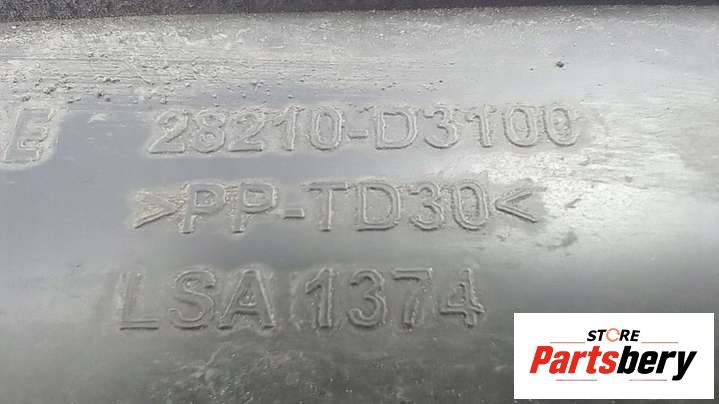 E 28210-D3100
>PP-TD30<
LSA 1374
STORE
Partsbery